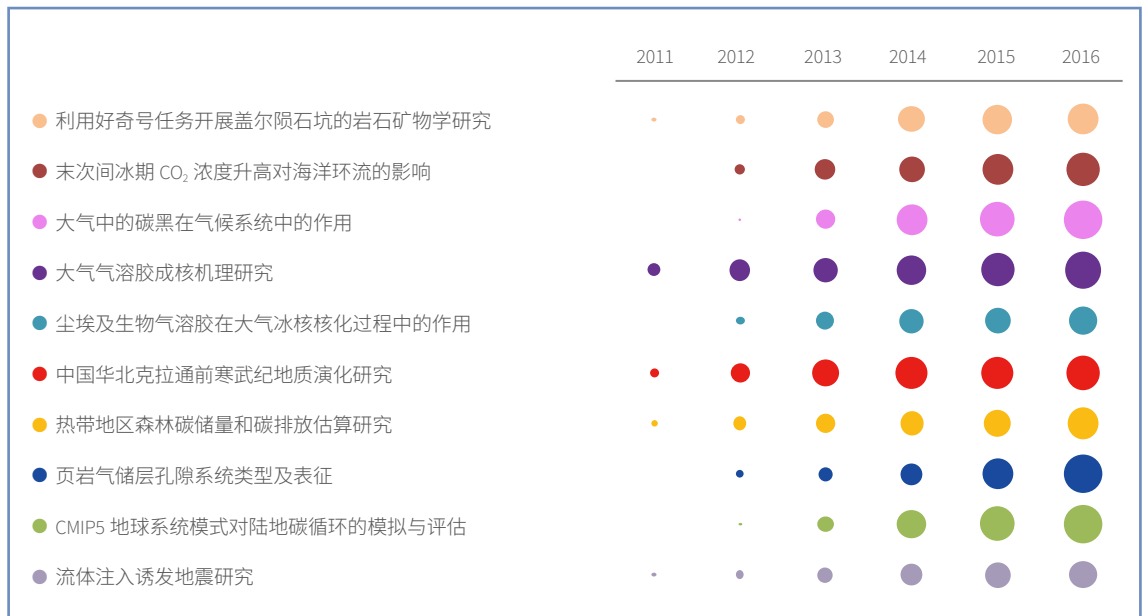 2011 2012 2013 2014 2015 2016
利用好奇号任务开展盖尔陨石坑的岩石矿物学研究
末次间冰期 CO₂ 浓度升高对海洋环流的影响
大气中的碳黑在气候系统中的作用
大气气溶胶成核机理研究
尘埃及生物气溶胶在大气冰核核化过程中的作用
中国华北克拉通前寒武纪地质演化研究
热带地区森林碳储量和碳排放估算研究
页岩气储层孔隙系统类型及表征
CMIP5 地球系统模式对陆地碳循环的模拟与评估
流体注入诱发地震研究